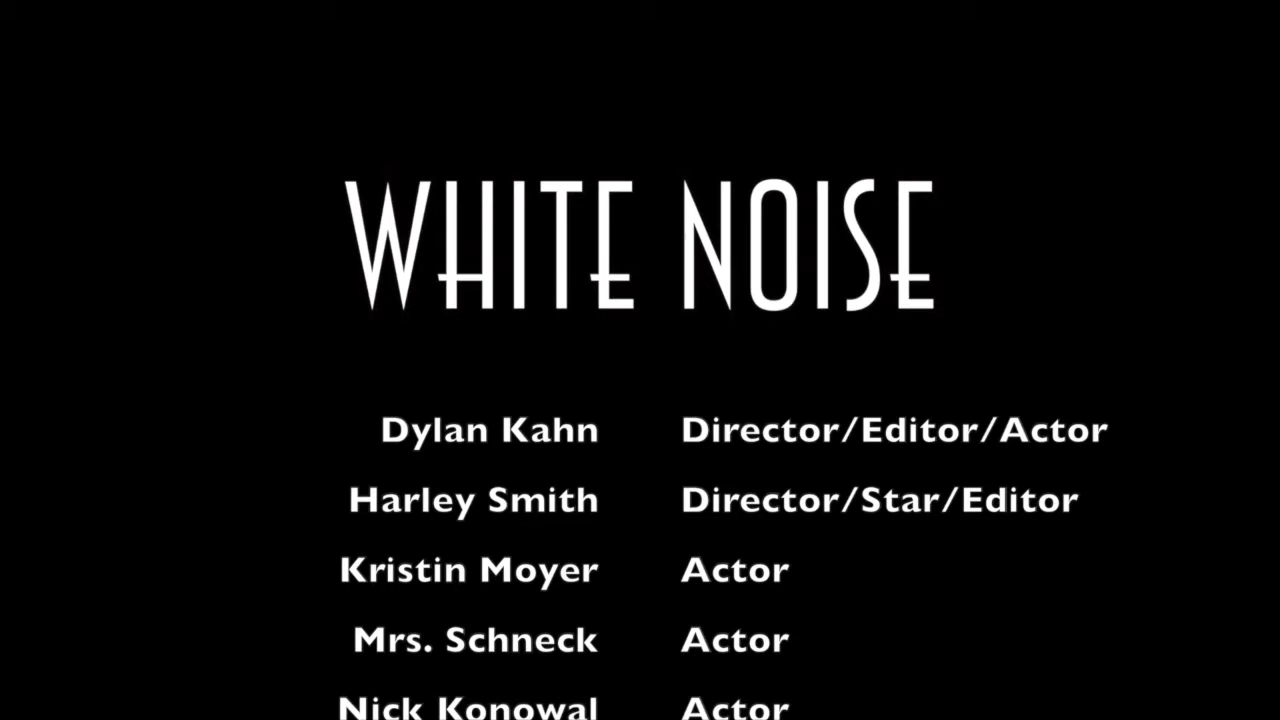 WHITE NOISE
Dylan Kahn Director/Editor/Actor
Harley Smith Director/Star/Editor
Kristin Moyer Actor
Mrs. Schneck Actor
Nick Konowal Actor